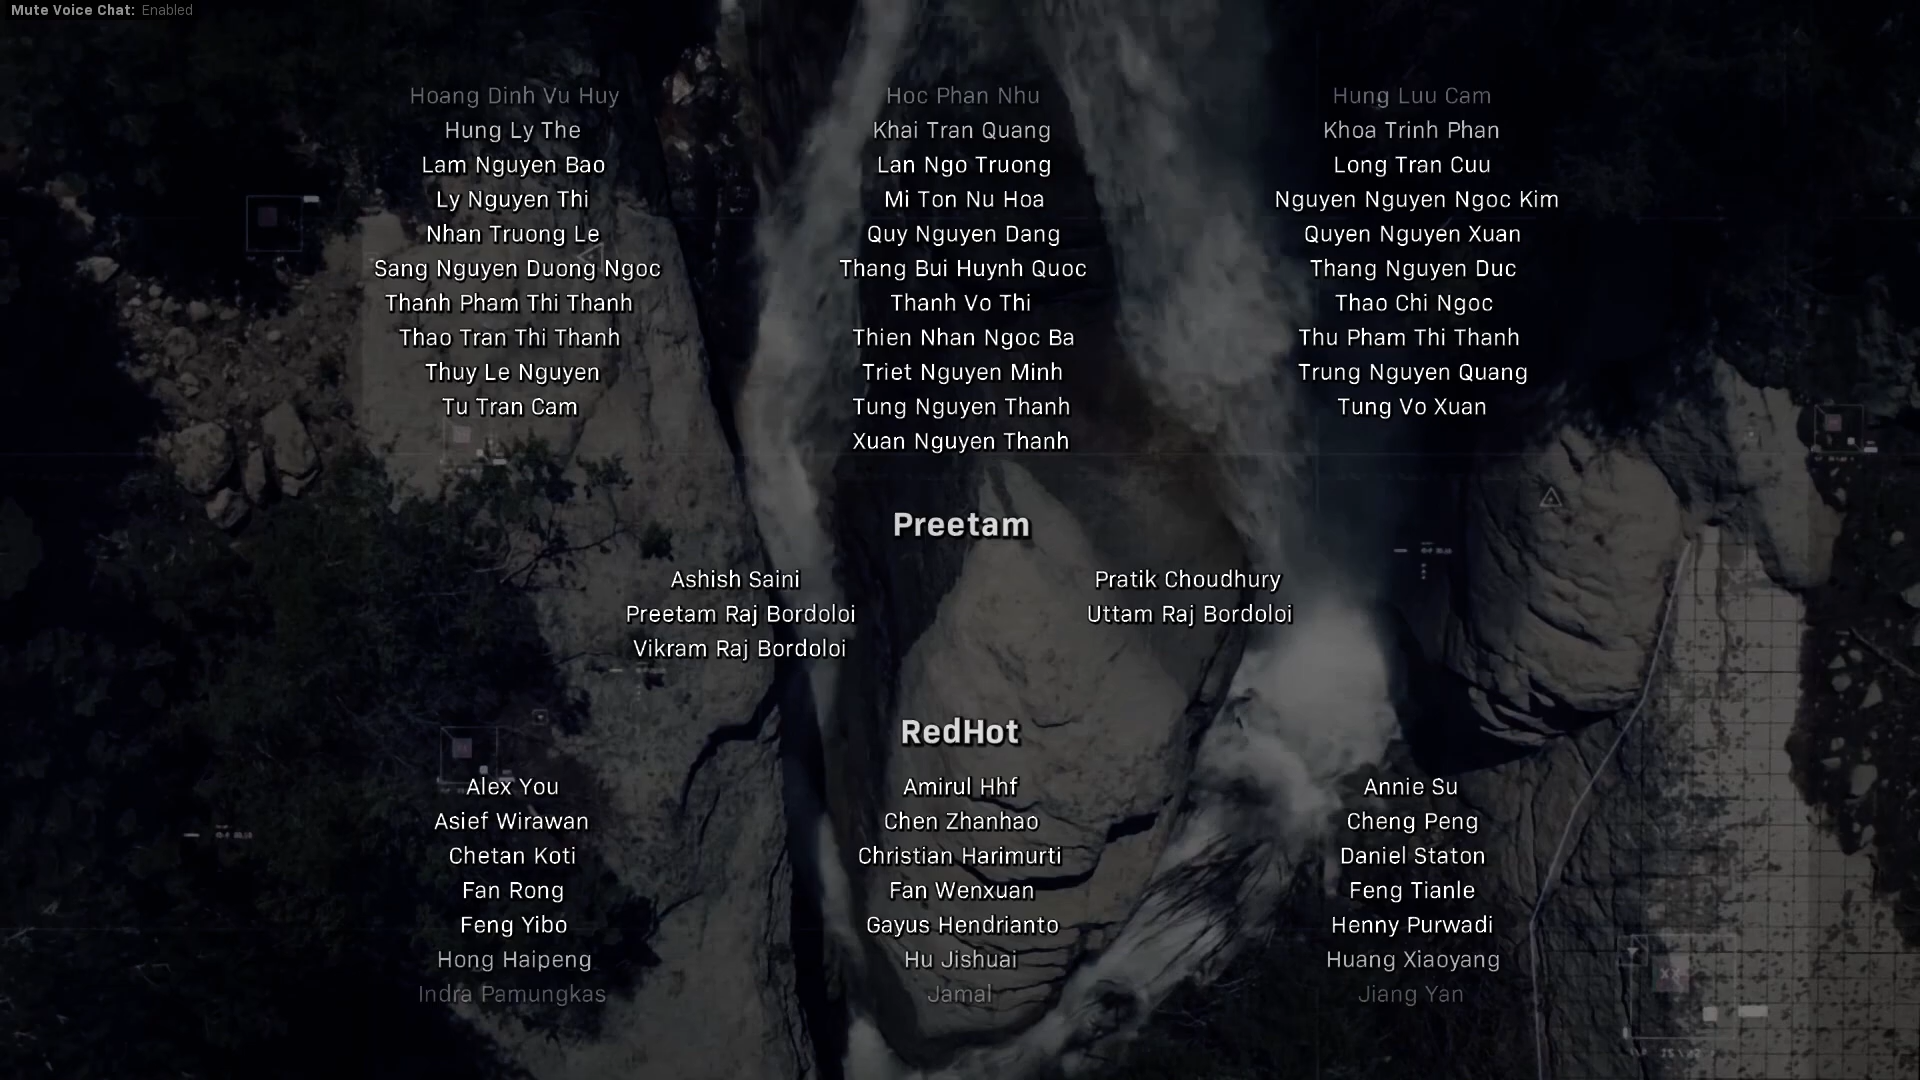 Mute Voice Chat: Enabled
Hoang Dinh Vu Huy Hoc Phan Nhu Hung Luu Cam
Hung Ly The Khai Tran Quang Khoa Trinh Phan
Lam Nguyen Bao Lan Ngo Truong Long Tran Cuu
Ly Nguyen Thi Mi Ton Nu Hoa Nguyen Nguyen Ngoc Kim
Nhan Truong Le Quy Nguyen Dang Quyen Nguyen Xuan
Sang Nguyen Duong Ngoc Thang Bui Huynh Quoc Thang Nguyen Duc
Thanh Pham Thi Thanh Thanh Vo Thi Thao Chi Ngoc
Thao Tran Thi Thanh Thien Nhan Ngoc Ba Thu Pham Thi Thanh
Thuy Le Nguyen Triet Nguyen Minh Trung Nguyen Quang
Tu Tran Cam Tung Nguyen Thanh Tung Vo Xuan
Xuan Nguyen Thanh
Preetam
Ashish Saini Pratik Choudhury
Preetam Raj Bordoloi Uttam Raj Bordoloi
Vikram Raj Bordoloi
RedHot
Alex You Amirul Hhf Annie Su
Asief Wirawan Chen Zhanhao Cheng Peng
Chetan Koti Christian Harimurti Daniel Staton
Fan Rong Fan Wenxuan Feng Tianle
Feng Yibo Gayus Hendrianto Henny Purwadi
Hong Haipeng Hu Jishuai Huang Xiaoyang
Indra Pamungkas Jamal Jiang Yan